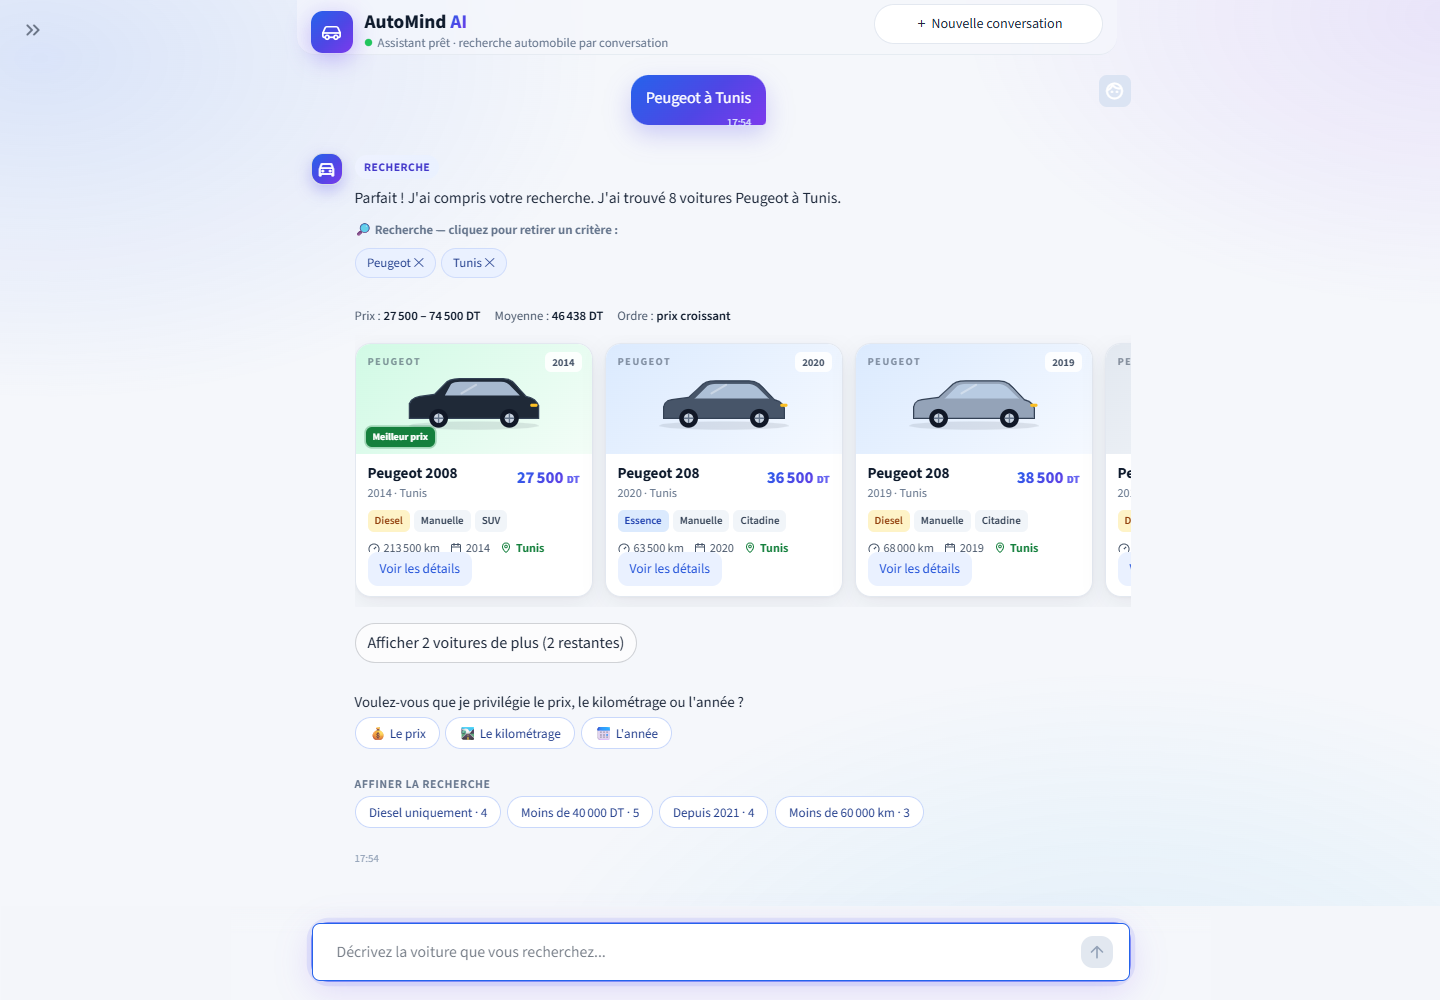 AutoMind AI
Assistant prêt · recherche automobile par conversation
+ Nouvelle conversation
Peugeot à Tunis
17:54
RECHERCHE
Parfait ! J'ai compris votre recherche. J'ai trouvé 8 voitures Peugeot à Tunis.
🔎 Recherche — cliquez pour retirer un critère :
Peugeot ✕ Tunis ✕
Prix : 27 500 – 74 500 DT Moyenne : 46 438 DT Ordre : prix croissant
PEUGEOT 2014
Meilleur prix
Peugeot 2008 27 500 DT
2014 · Tunis
Diesel Manuelle SUV
213 500 km 2014 Tunis
Voir les détails
PEUGEOT 2020
Peugeot 208 36 500 DT
2020 · Tunis
Essence Manuelle Citadine
63 500 km 2020 Tunis
Voir les détails
PEUGEOT 2019
Peugeot 208 38 500 DT
2019 · Tunis
Diesel Manuelle Citadine
68 000 km 2019 Tunis
Voir les détails
Afficher 2 voitures de plus (2 restantes)
Voulez-vous que je privilégie le prix, le kilométrage ou l'année ?
Le prix Le kilométrage L'année
AFFINER LA RECHERCHE
Diesel uniquement · 4 Moins de 40 000 DT · 5 Depuis 2021 · 4 Moins de 60 000 km · 3
17:54
Décrivez la voiture que vous recherchez...